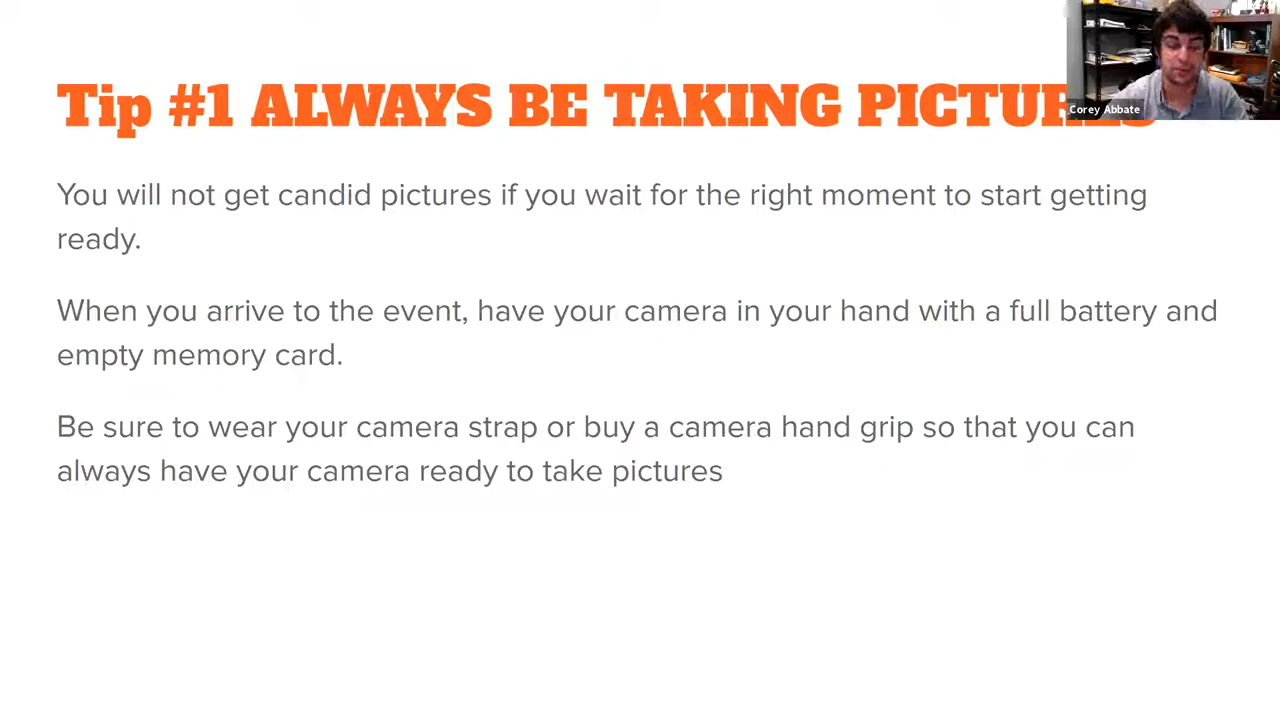 Tip #1 ALWAYS BE TAKING PICTURES
Corey Abbate
You will not get candid pictures if you wait for the right moment to start getting
ready.
When you arrive to the event, have your camera in your hand with a full battery and
empty memory card.
Be sure to wear your camera strap or buy a camera hand grip so that you can
always have your camera ready to take pictures